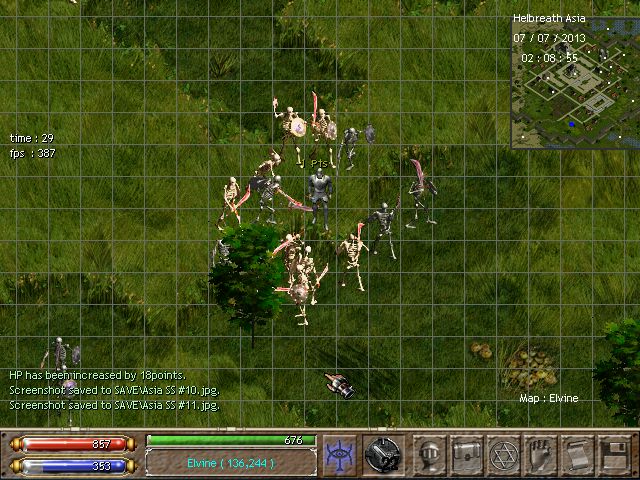 Helbreath Asia
07 / 07 / 2013
02 : 08 : 55
time : 29
fps : 387
Pts
HP has been increased by 18points.
Screenshot saved to SAVE\Asia SS #10.jpg.
Screenshot saved to SAVE\Asia SS #11.jpg.
Map : Elvine
357
676
353
Elvine ( 136,244 )